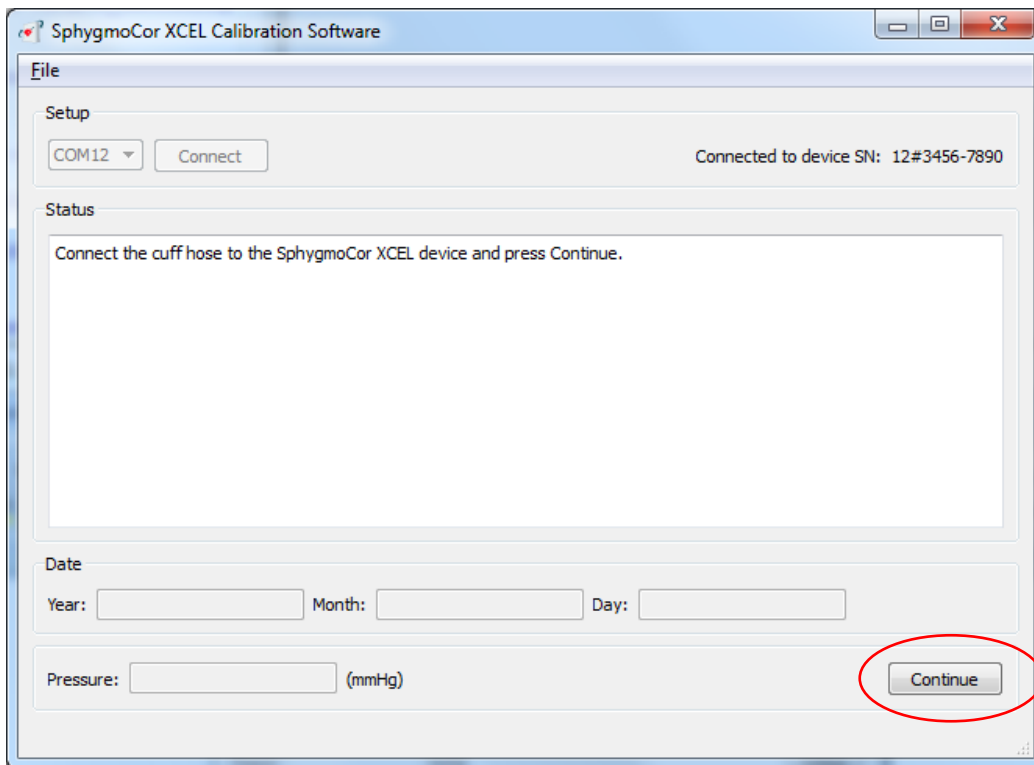 SphygmoCor XCEL Calibration Software
File
Setup
COM12 Connect Connected to device SN: 12#3456-7890
Status
Connect the cuff hose to the SphygmoCor XCEL device and press Continue.
Date
Year: Month: Day:
Pressure: (mmHg) Continue